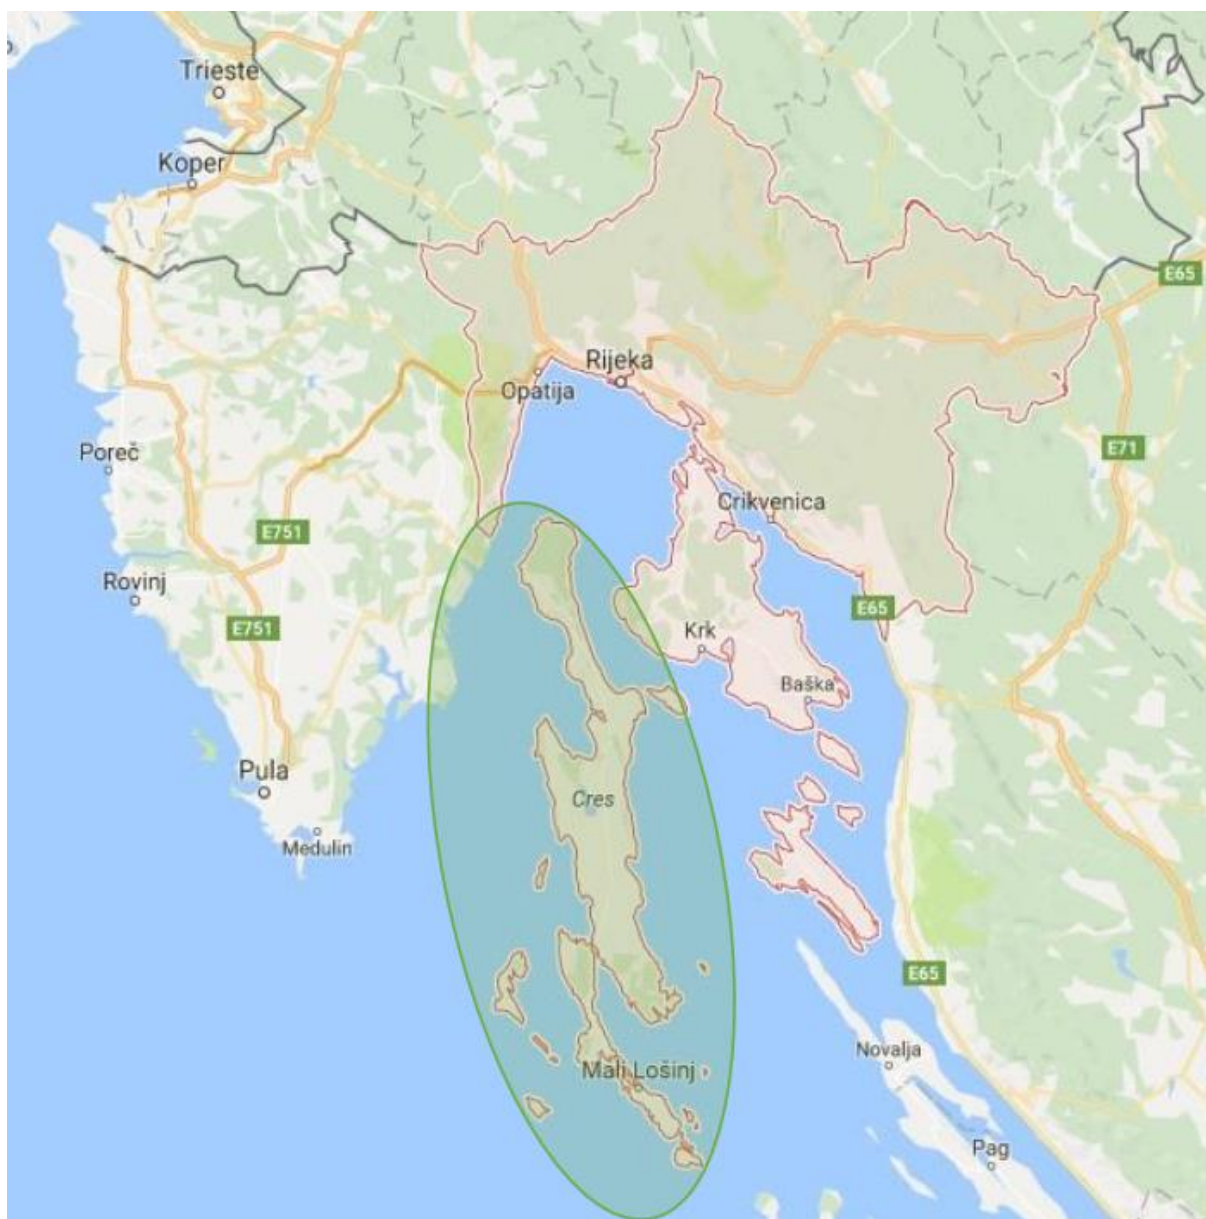 Trieste
Koper
E65
Rijeka
Opatija
Poreč
E71
Crikvenica
E751
Rovinj
E65
E751
Krk
Baška
Pula
Cres
Medulin
E65
Novalja
Mali Lošinj
Pag